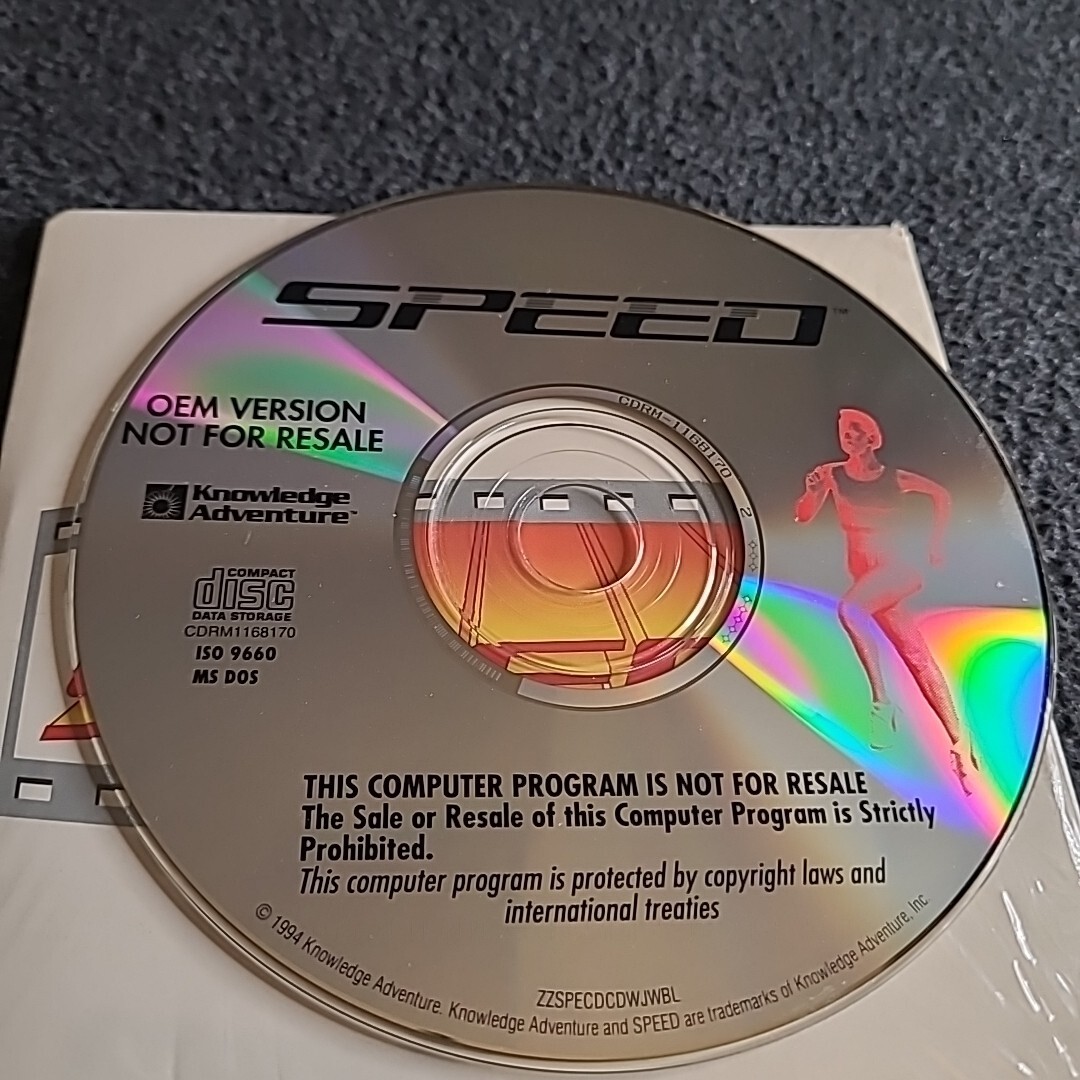 SPEED™
OEM VERSION
NOT FOR RESALE
CDRM-1168170
2
Knowledge
Adventure™
COMPACT
disc
DATA STORAGE
CDRM1168170
ISO 9660
MS DOS
THIS COMPUTER PROGRAM IS NOT FOR RESALE
The Sale or Resale of this Computer Program is Strictly
Prohibited.
This computer program is protected by copyright laws and
international treaties
ZZSPECDCDWJWBL
© 1994 Knowledge Adventure. Knowledge Adventure and SPEED are trademarks of Knowledge Adventure, Inc.